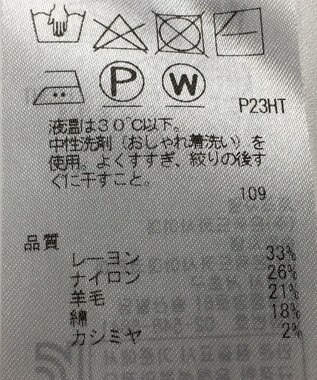 P W
P23HT
液温は30℃以下。
中性洗剤（おしゃれ着洗い）を
使用。よくすすぎ、絞りの後す
ぐに干すこと。
109
品質
レーヨン 33%
ナイロン 26%
羊毛 21%
綿 18%
カシミヤ 2%